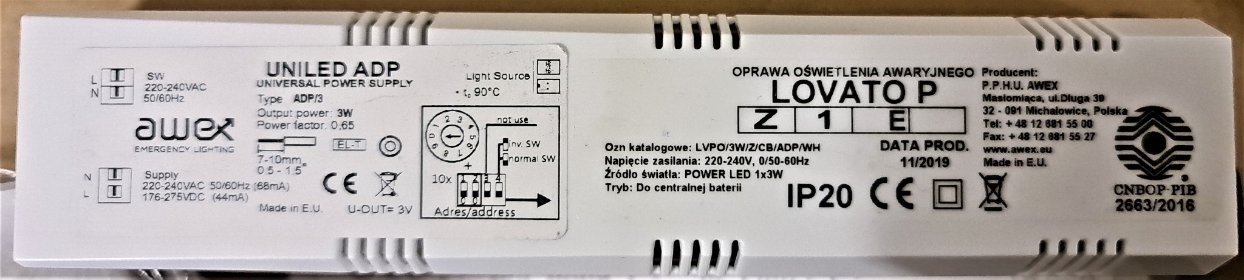 UNILED ADP
UNIVERSAL POWER SUPPLY
L
N
SW
220-240VAC
50/60Hz
Type ADP/3
Output power: 3W
Power factor: 0,65
awex
EMERGENCY LIGHTING
EL-T
7-10mm
0.5 - 1.5
N
L
Supply
220-240VAC 50/60Hz (68mA)
176-275VDC (44mA)
Made in E.U.
U-OUT= 3V
CE
Light Source
tc 90°C
not use
inv. SW
normal SW
+
10x
1 2 3 4
Adres/address
OPRAWA OŚWIETLENIA AWARYJNEGO
LOVATO P
Z 1 E
Ozn katalogowe: LVPO/3W/Z/CB/ADP/WH
Napięcie zasilania: 220-240V, 0/50-60Hz
Źródło światła: POWER LED 1x3W
Tryb: Do centralnej baterii
DATA PROD.
11/2019
IP20
CE
Producent:
P.P.H.U. AWEX
Masłomiąca, ul.Długa 39
32 - 091 Michałowice, Polska
Tel: + 48 12 681 55 00
Fax: + 48 12 681 55 27
www.awex.eu
Made in E.U.
CNBOP-PIB
2663/2016